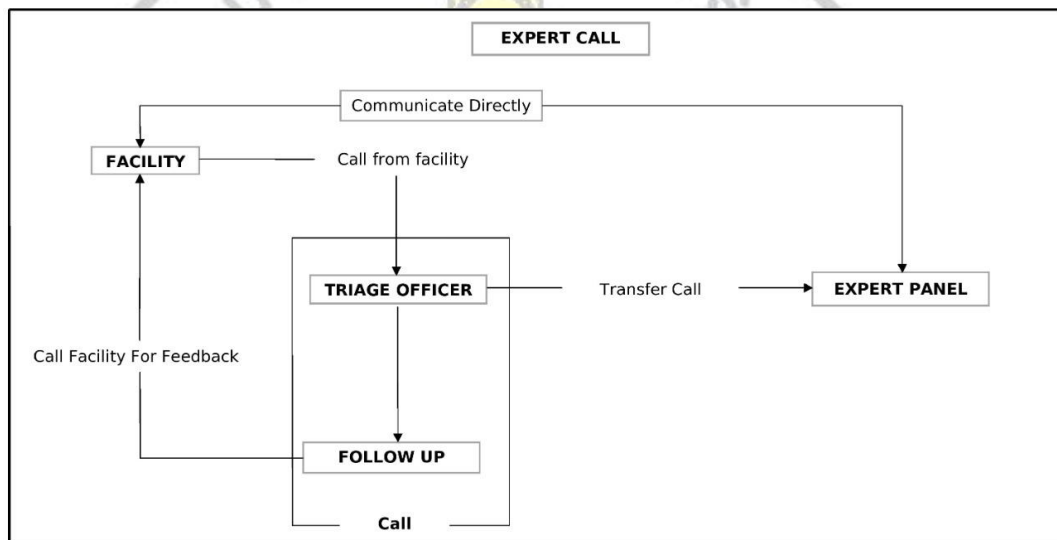 EXPERT CALL
Communicate Directly
FACILITY
Call from facility
TRIAGE OFFICER
Transfer Call
EXPERT PANEL
Call Facility For Feedback
FOLLOW UP
Call